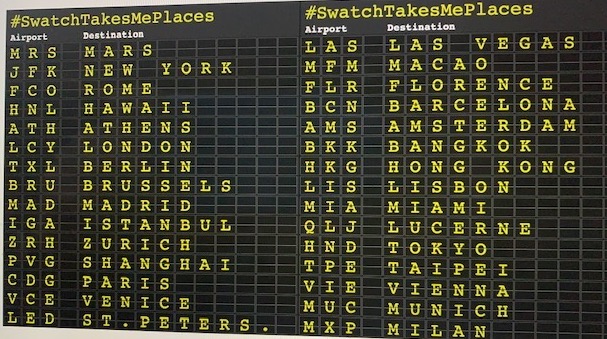 #SwatchTakesMePlaces
Airport Destination
MRS MARS
JFK NEW YORK
FCO ROME
HNL HAWAII
ATH ATHENS
LCY LONDON
TXL BERLIN
BRU BRUSSELS
MAD MADRID
IGA ISTANBUL
ZRH ZURICH
PVG SHANGHAI
CDG PARIS
VCE VENICE
LED ST.PETERS.
#SwatchTakesMePlaces
Airport Destination
LAS LAS VEGAS
MFM MACAO
FLR FLORENCE
BCN BARCELONA
AMS AMSTERDAM
BKK BANGKOK
HKG HONG KONG
LIS LISBON
MIA MIAMI
QLJ LUCERNE
HND TOKYO
TPE TAIPEI
VIE VIENNA
MUC MUNICH
MXP MILAN